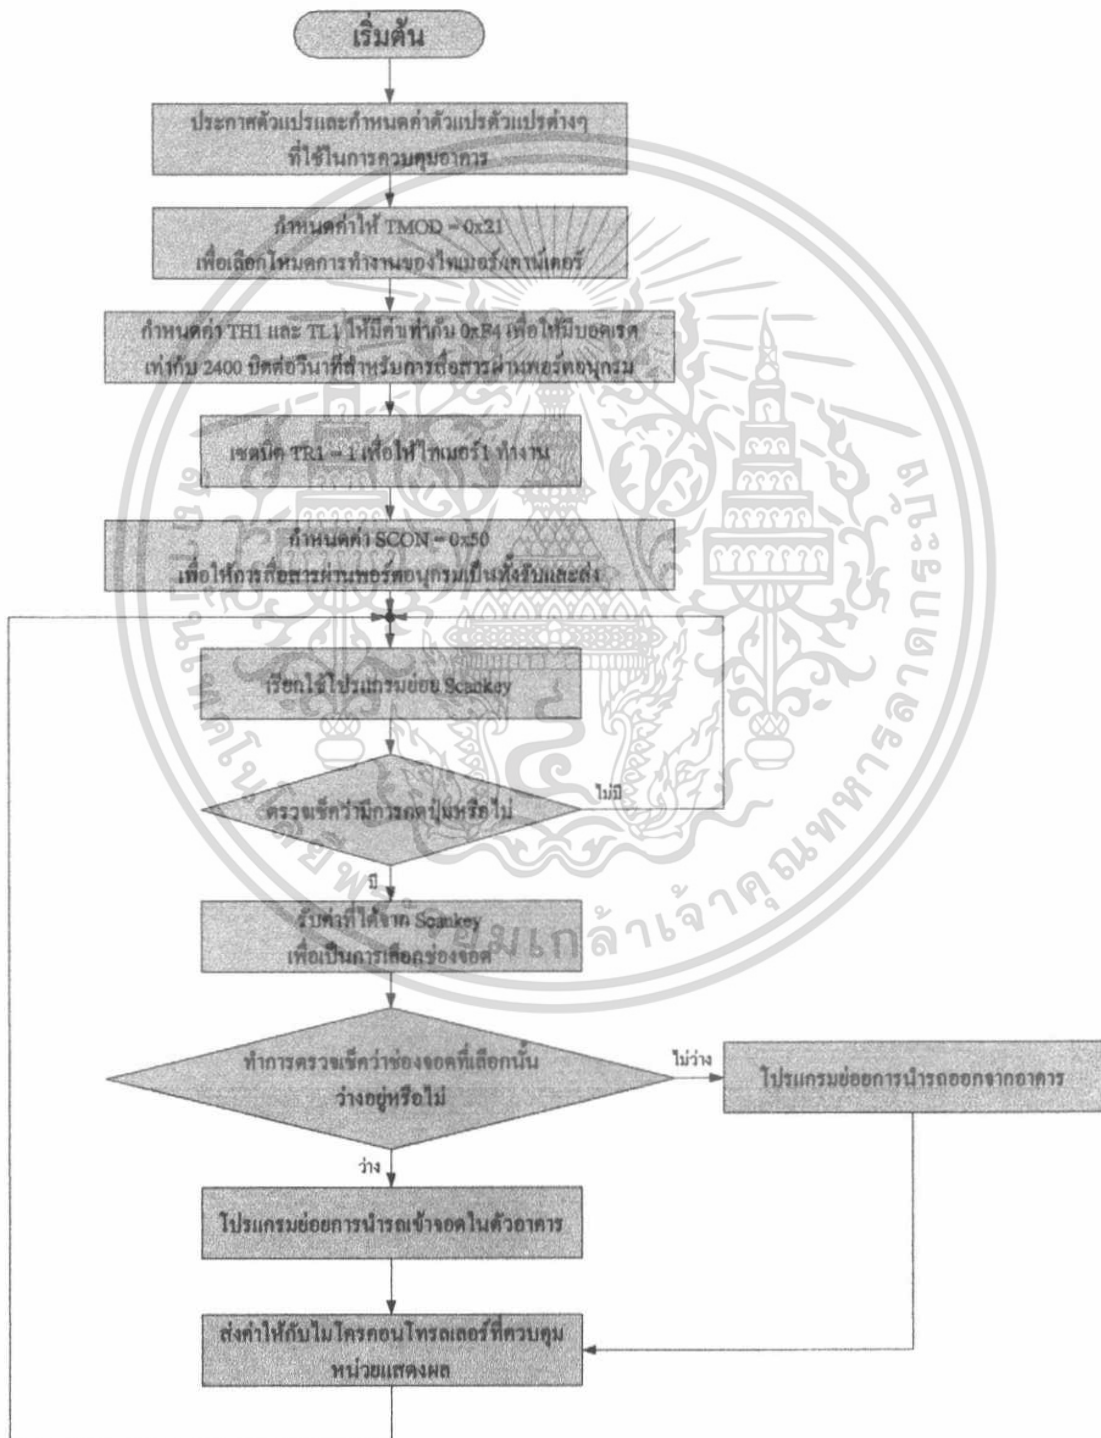 เริ่มต้น
ประกาศตัวแปรและกำหนดค่าตัวแปรตัวแปรต่างๆ
ที่ใช้ในการควบคุมอาคาร
กำหนดค่าให้ TMOD = 0x21
เพื่อเลือกโหมดการทำงานของไทเมอร์/เคาน์เตอร์
กำหนดค่า TH1 และ TL1 ให้มีค่าเท่ากับ 0xF4 เพื่อให้มีบอดเรต
เท่ากับ 2400 บิตต่อวินาทีสำหรับการสื่อสารผ่านพอร์ตอนุกรม
เซตบิต TR1 = 1 เพื่อให้ไทเมอร์1 ทำงาน
กำหนดค่า SCON = 0x50
เพื่อให้การสื่อสารผ่านพอร์ตอนุกรมเป็นทั้งรับและส่ง
เรียกใช้โปรแกรมย่อย Scankey
ตรวจเช็คว่ามีการกดปุ่มหรือไม่
ไม่มี
มี
รับค่าที่ได้จาก Scankey
เพื่อเป็นการเลือกช่องจอด
ทำการตรวจเช็คว่าช่องจอดที่เลือกนั้น
ว่างอยู่หรือไม่
ไม่ว่าง
โปรแกรมย่อยการนำรถออกจากอาคาร
ว่าง
โปรแกรมย่อยการนำรถเข้าจอดในตัวอาคาร
ส่งค่าให้กับไมโครคอนโทรลเลอร์ที่ควบคุม
หน่วยแสดงผล